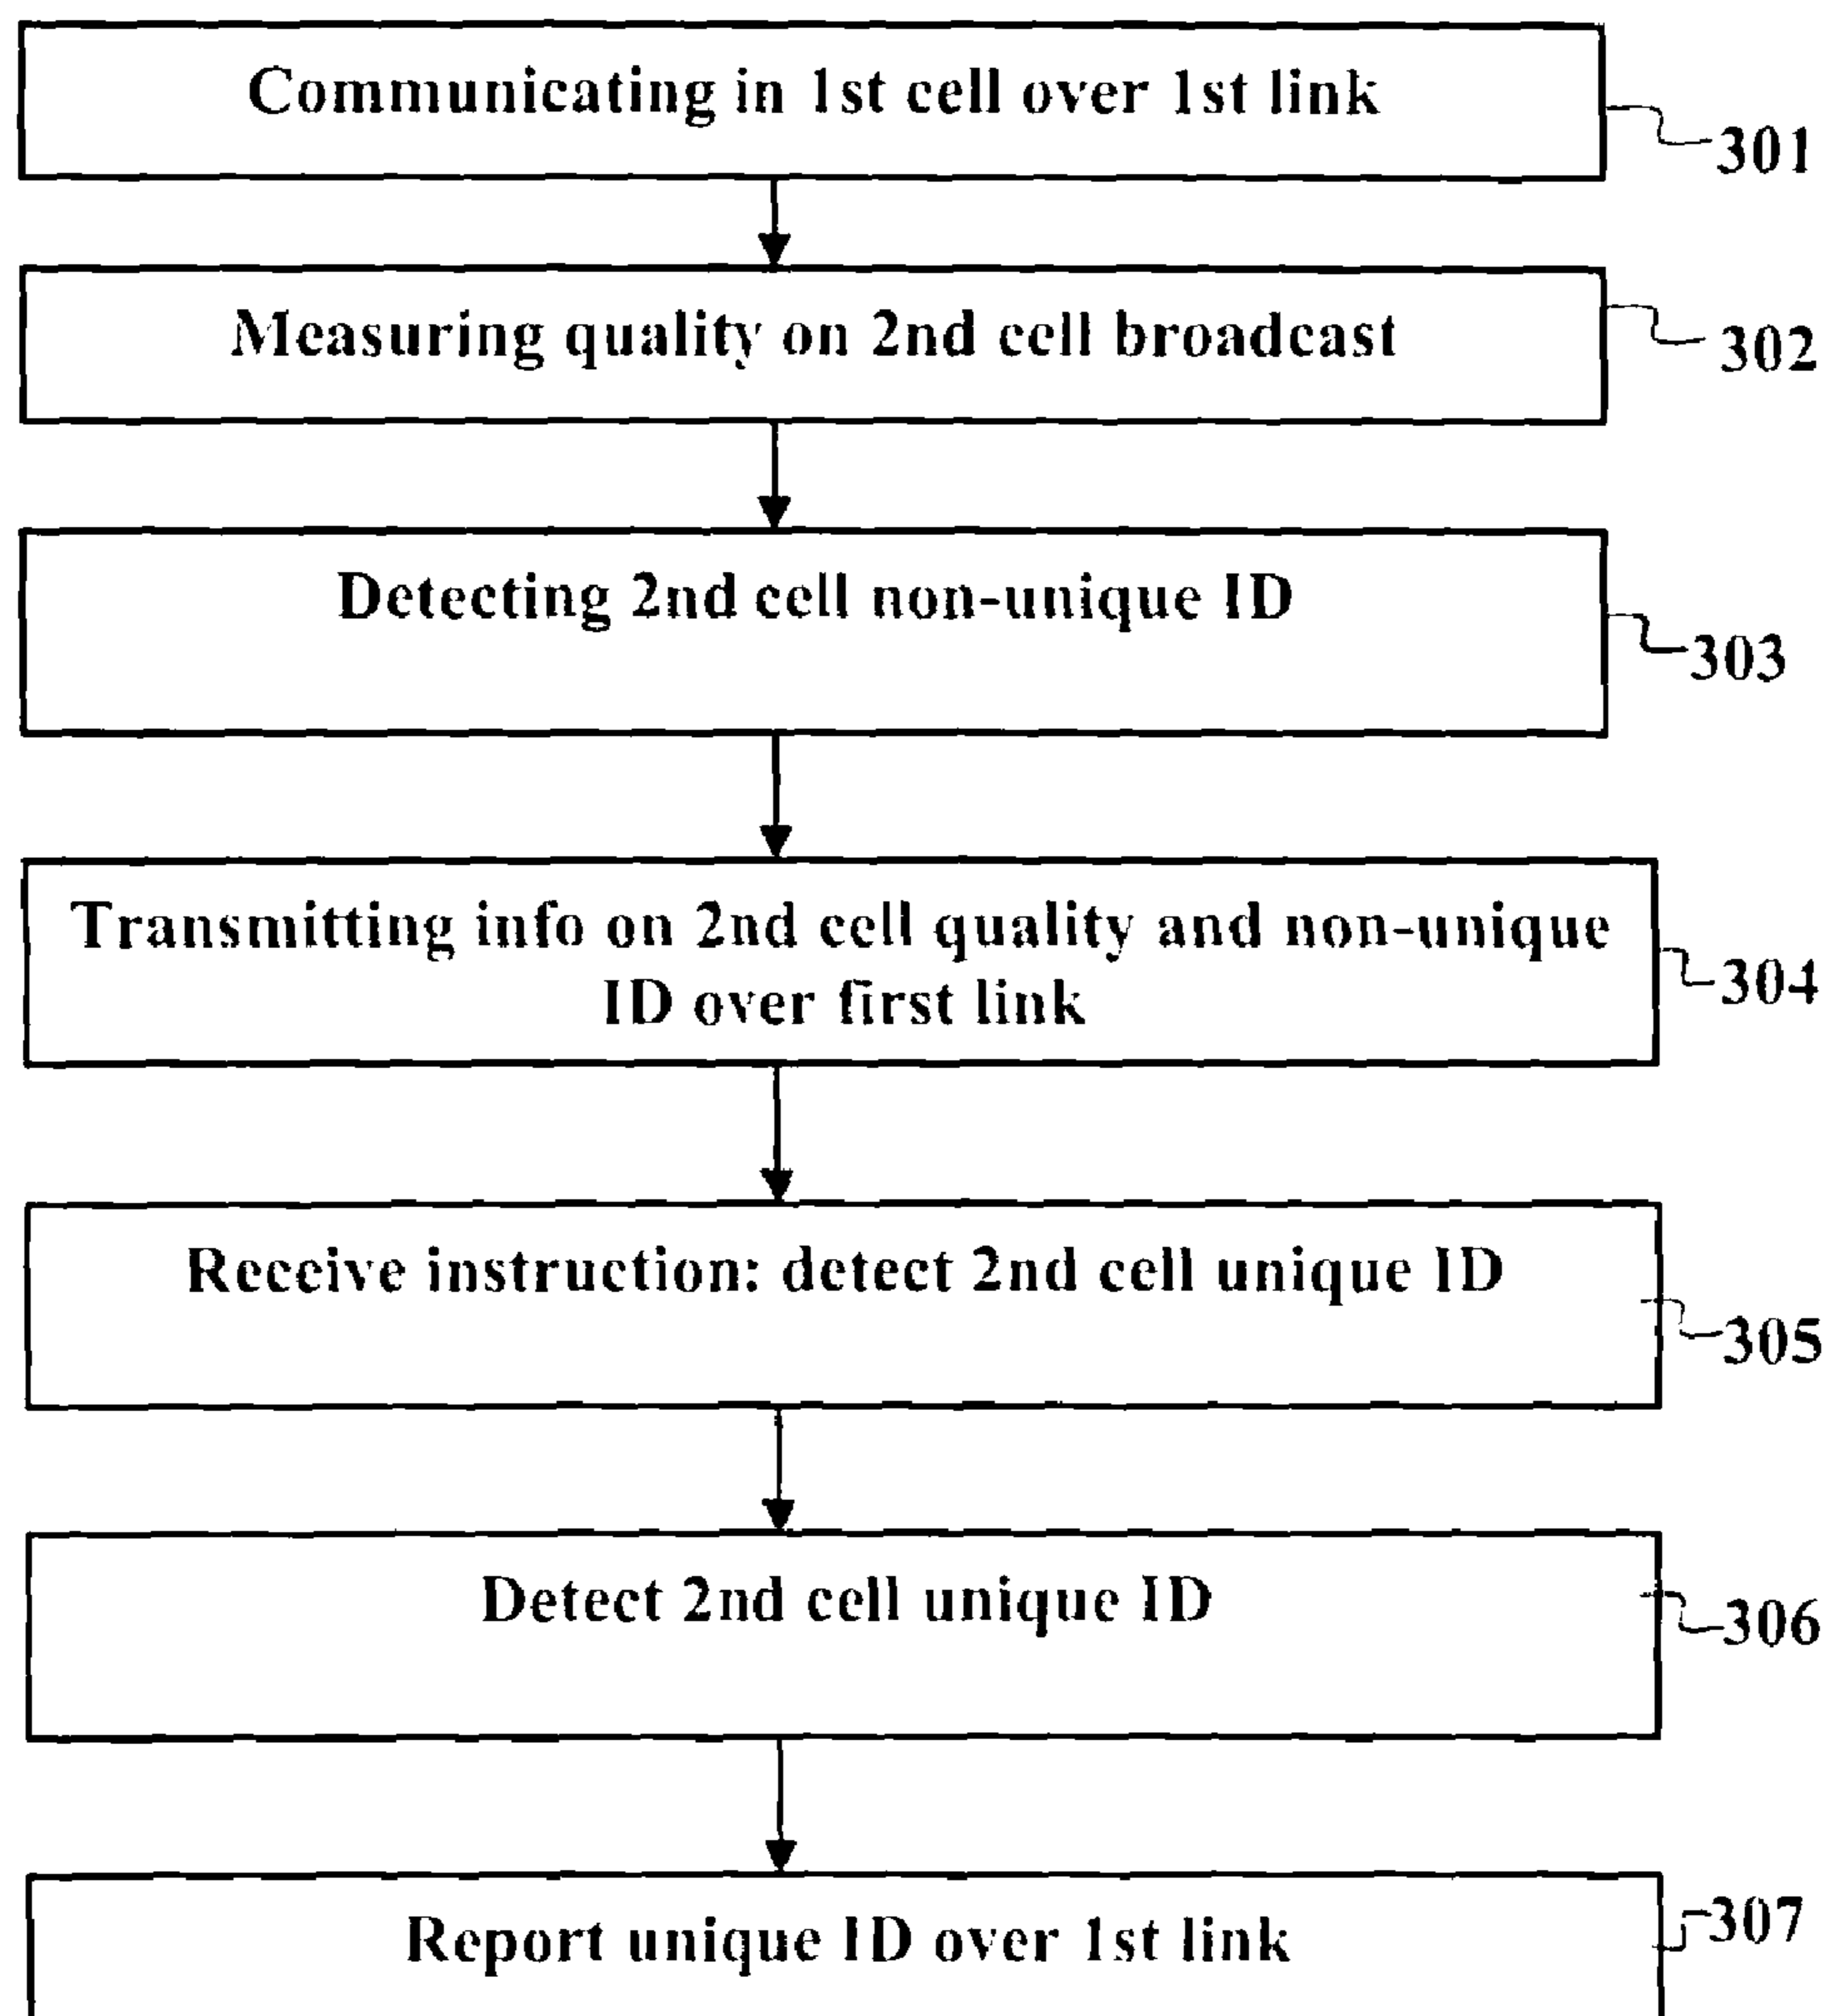 Communicating in 1st cell over 1st link
301
Measuring quality on 2nd cell broadcast
302
Detecting 2nd cell non-unique ID
303
Transmitting info on 2nd cell quality and non-unique
ID over first link
304
Receive instruction: detect 2nd cell unique ID
305
Detect 2nd cell unique ID
306
Report unique ID over 1st link
307